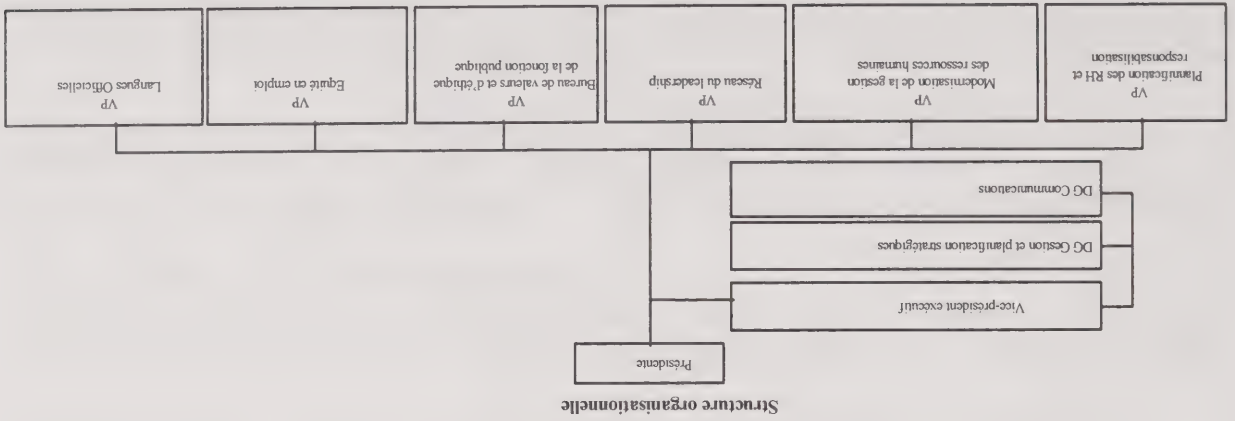 Structure organisationnelle
Présidente
Vice-président exécutif
DG Gestion et planification stratégiques
DG Communications
VP
Plannification des RH et
responsabilisation
VP
Modernisation de la gestion
des ressources humaines
VP
Réseau du leadership
VP
Bureau de valeurs et d'éthique
de la fonction publique
VP
Equité en emploi
VP
Langues Officielles